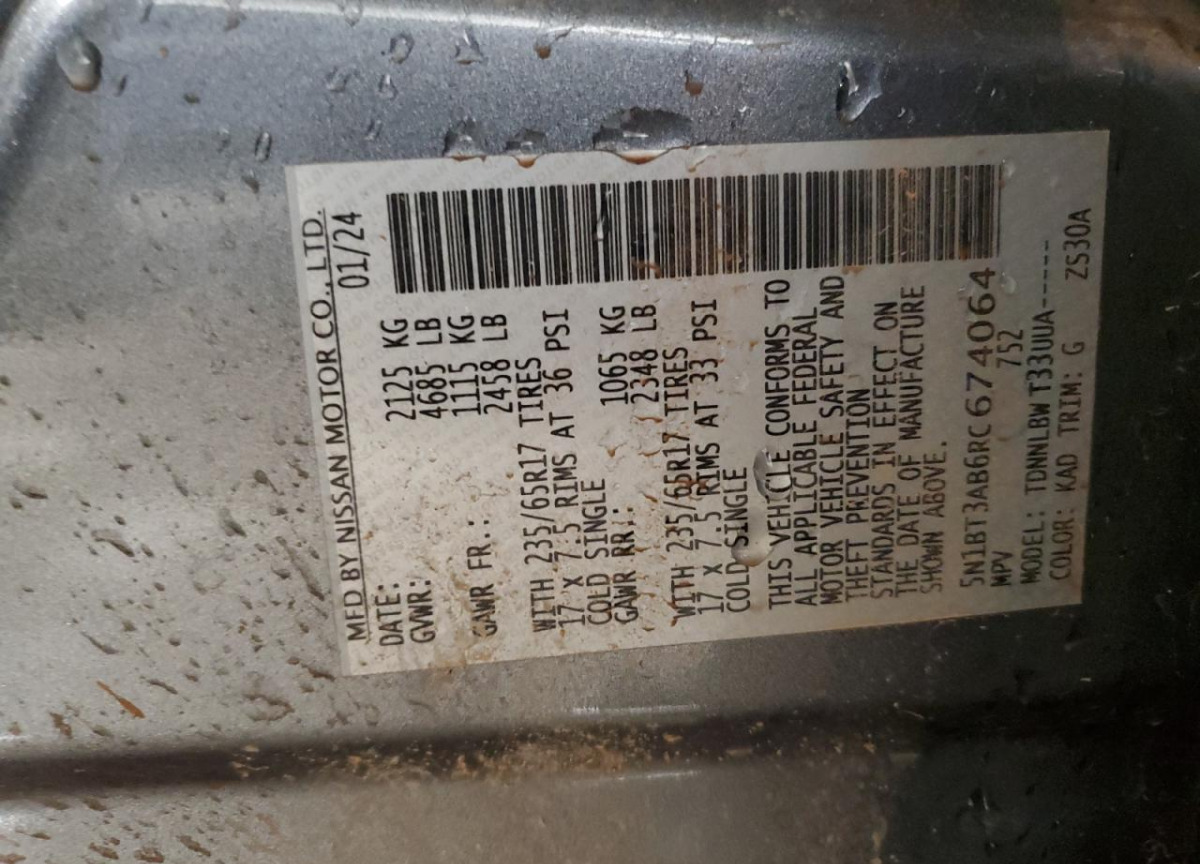 MFD BY NISSAN MOTOR CO., LTD.
DATE: 01/24
GVWR: 2125 KG
4685 LB
GAWR FR.: 1115 KG
2458 LB
WITH 235/65R17 TIRES
17 X 7.5 RIMS AT 36 PSI
COLD SINGLE
GAWR RR.: 1065 KG
2348 LB
WITH 235/65R17 TIRES
17 X 7.5 RIMS AT 33 PSI
COLD SINGLE
THIS VEHICLE CONFORMS TO
ALL APPLICABLE FEDERAL
MOTOR VEHICLE SAFETY AND
THEFT PREVENTION
STANDARDS IN EFFECT ON
THE DATE OF MANUFACTURE
SHOWN ABOVE.
5N1BT3AB6RC674064
MPV 752
MODEL: TDNNLBWT33UUA------
COLOR: KAD TRIM: G ZS30A